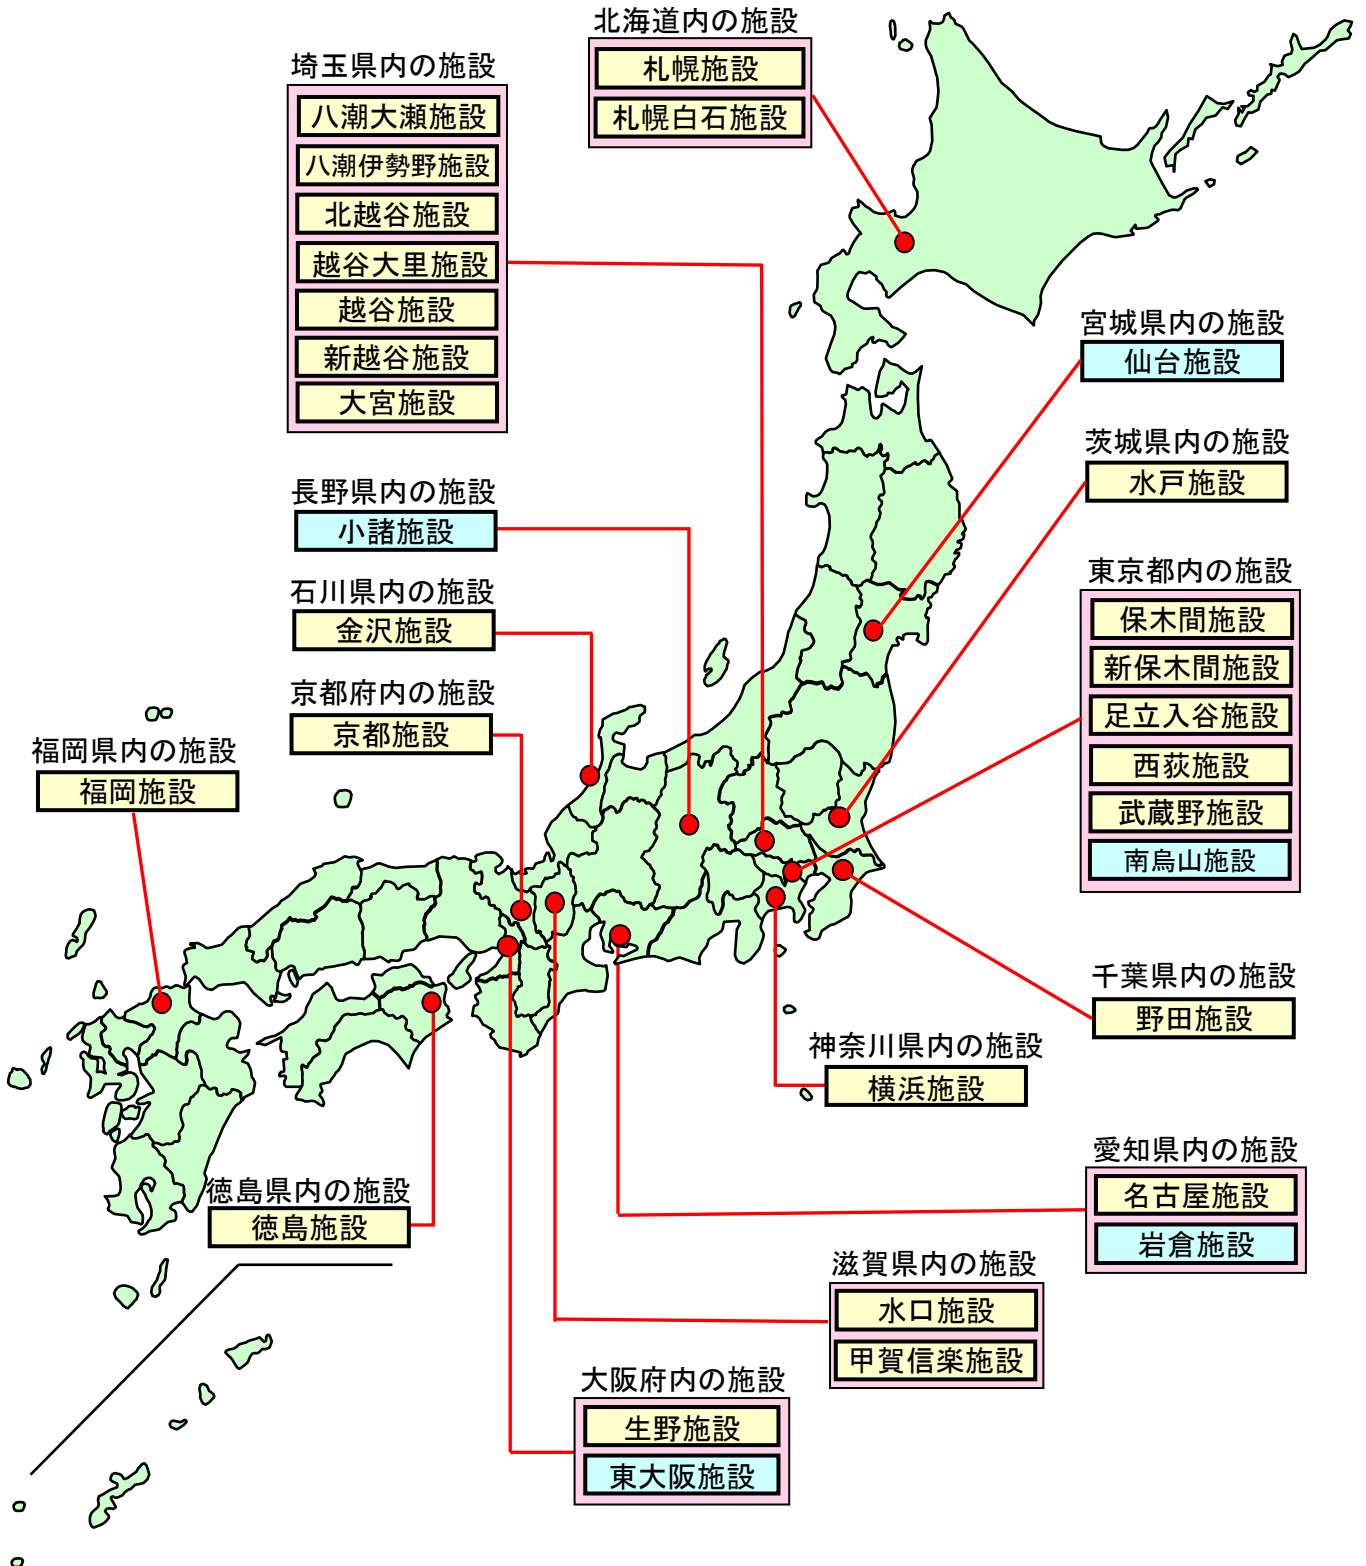 北海道内の施設
札幌施設
札幌白石施設
埼玉県内の施設
八潮大瀬施設
八潮伊勢野施設
北越谷施設
越谷大里施設
越谷施設
新越谷施設
大宮施設
宮城県内の施設
仙台施設
茨城県内の施設
水戸施設
長野県内の施設
小諸施設
東京都内の施設
保木間施設
新保木間施設
足立入谷施設
西荻施設
武蔵野施設
南烏山施設
石川県内の施設
金沢施設
京都府内の施設
京都施設
福岡県内の施設
福岡施設
千葉県内の施設
野田施設
神奈川県内の施設
横浜施設
愛知県内の施設
名古屋施設
岩倉施設
徳島県内の施設
徳島施設
滋賀県内の施設
水口施設
甲賀信楽施設
大阪府内の施設
生野施設
東大阪施設